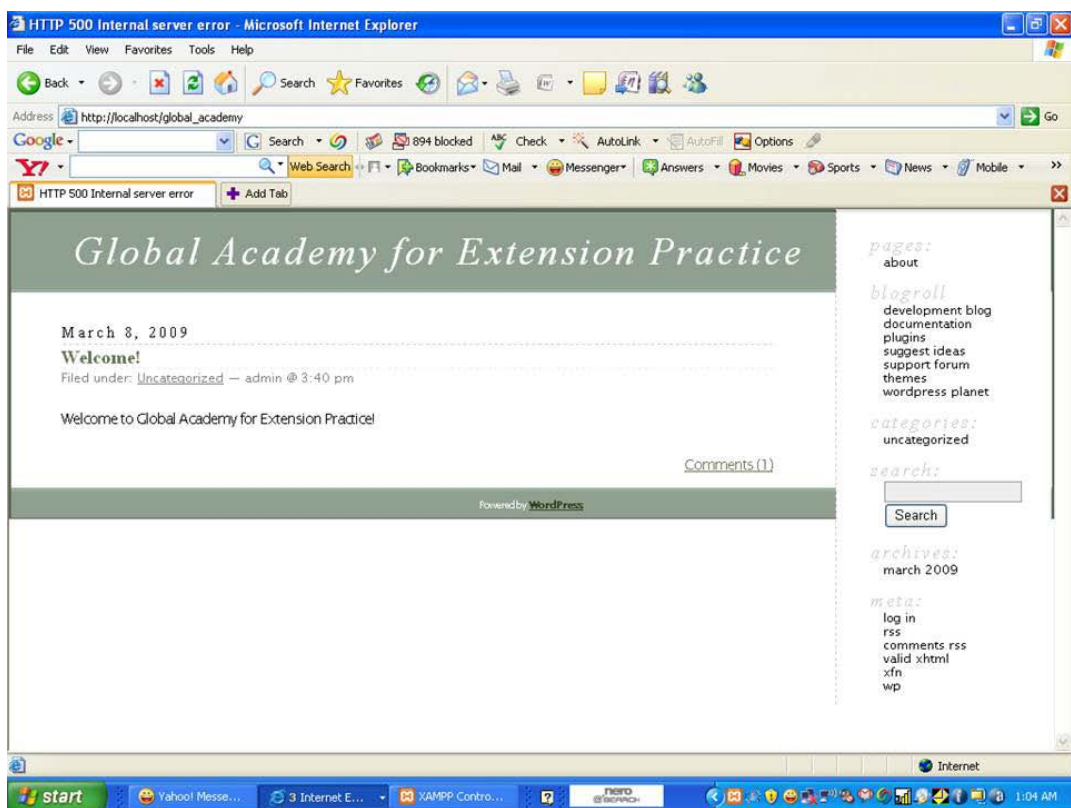 HTTP 500 Internal server error - Microsoft Internet Explorer
File Edit View Favorites Tools Help
Back Search Favorites
Address http://localhost/global_academy Go
Google Search 894 blocked Check AutoLink AutoFill Options
Y! Web Search Bookmarks Mail Messenger Answers Movies Sports News Mobile >>
HTTP 500 Internal server error Add Tab
Global Academy for Extension Practice
March 8, 2009
Welcome!
Filed under: Uncategorized — admin @ 3:40 pm
Welcome to Global Academy for Extension Practice!
Comments (1)
Powered by WordPress
pages:
about
blogroll
development blog
documentation
plugins
suggest ideas
support forum
themes
wordpress planet
categories:
uncategorized
search:
Search
archives:
march 2009
meta:
log in
rss
comments rss
valid xhtml
xfn
wp
Internet
start Yahoo! Messe... 3 Internet E... XAMPP Contro... nero 1:04 AM